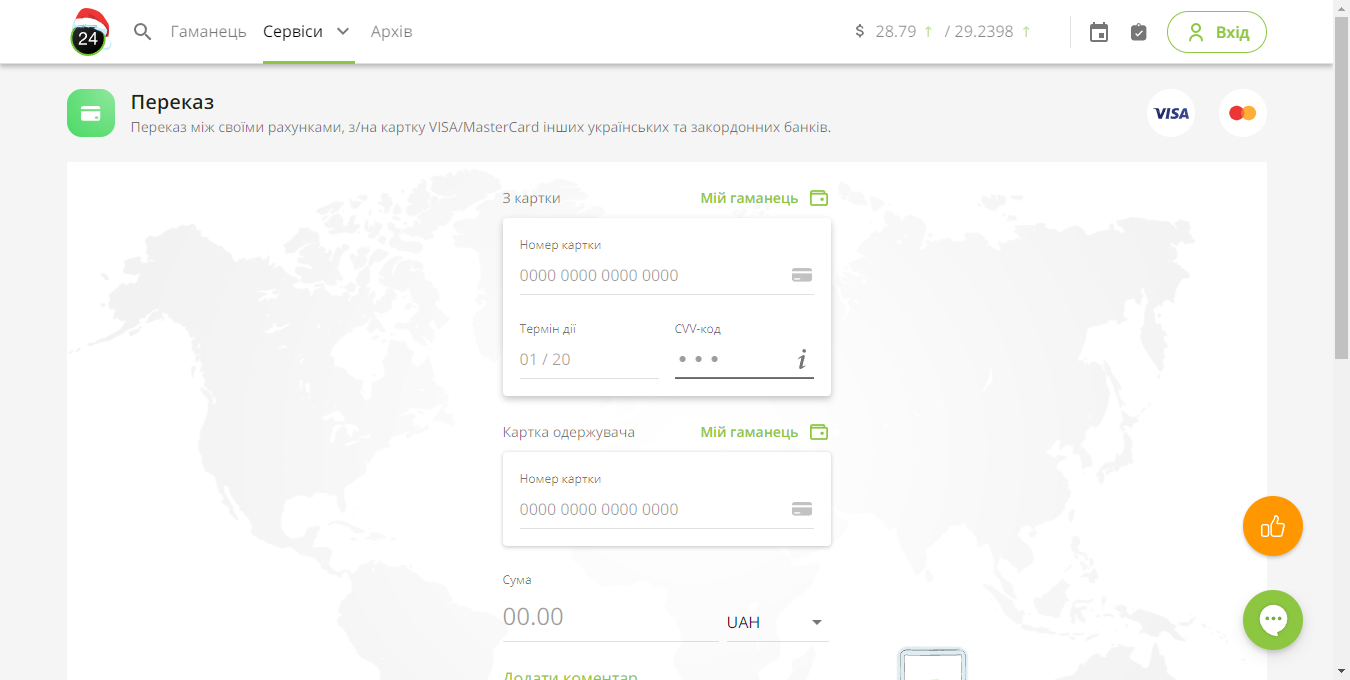 24 Гаманець Сервіси Архів $ 28.79 ↑ / 29.2398 ↑ Вхід
Переказ
Переказ між своїми рахунками, з/на картку VISA/MasterCard інших українських та закордонних банків.
VISA
З картки Мій гаманець
Номер картки
0000 0000 0000 0000
Термін дії CVV-код
01 / 20 • • • i
Картка одержувача Мій гаманець
Номер картки
0000 0000 0000 0000
Сума
00.00 UAH
Додати коментар